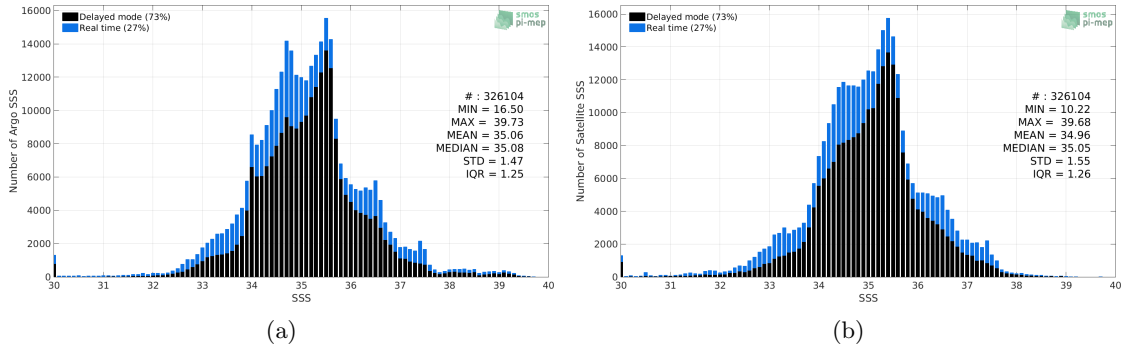 Delayed mode (73%)
Real time (27%)
smos
pi-mep
16000
14000
12000
10000
8000
6000
4000
2000
0
Number of Argo SSS
# : 326104
MIN = 16.50
MAX = 39.73
MEAN = 35.06
MEDIAN = 35.08
STD = 1.47
IQR = 1.25
30 31 32 33 34 35 36 37 38 39 40
SSS
(a)
Delayed mode (73%)
Real time (27%)
smos
pi-mep
16000
14000
12000
10000
8000
6000
4000
2000
0
Number of Satellite SSS
# : 326104
MIN = 10.22
MAX = 39.68
MEAN = 34.96
MEDIAN = 35.05
STD = 1.55
IQR = 1.26
30 31 32 33 34 35 36 37 38 39 40
SSS
(b)